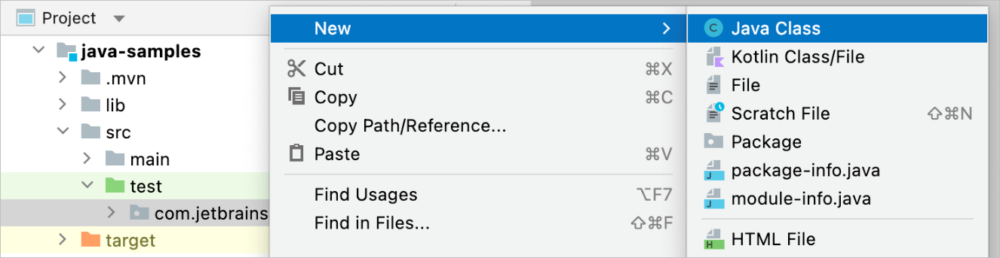 Project
java-samples
.mvn
lib
src
main
test
com.jetbrains
target
New
Cut ⌘X
Copy ⌘C
Copy Path/Reference...
Paste ⌘V
Find Usages ⌥F7
Find in Files... ⇧⌘F
C Java Class
Kotlin Class/File
File
Scratch File ⇧⌘N
Package
J package-info.java
J module-info.java
H HTML File